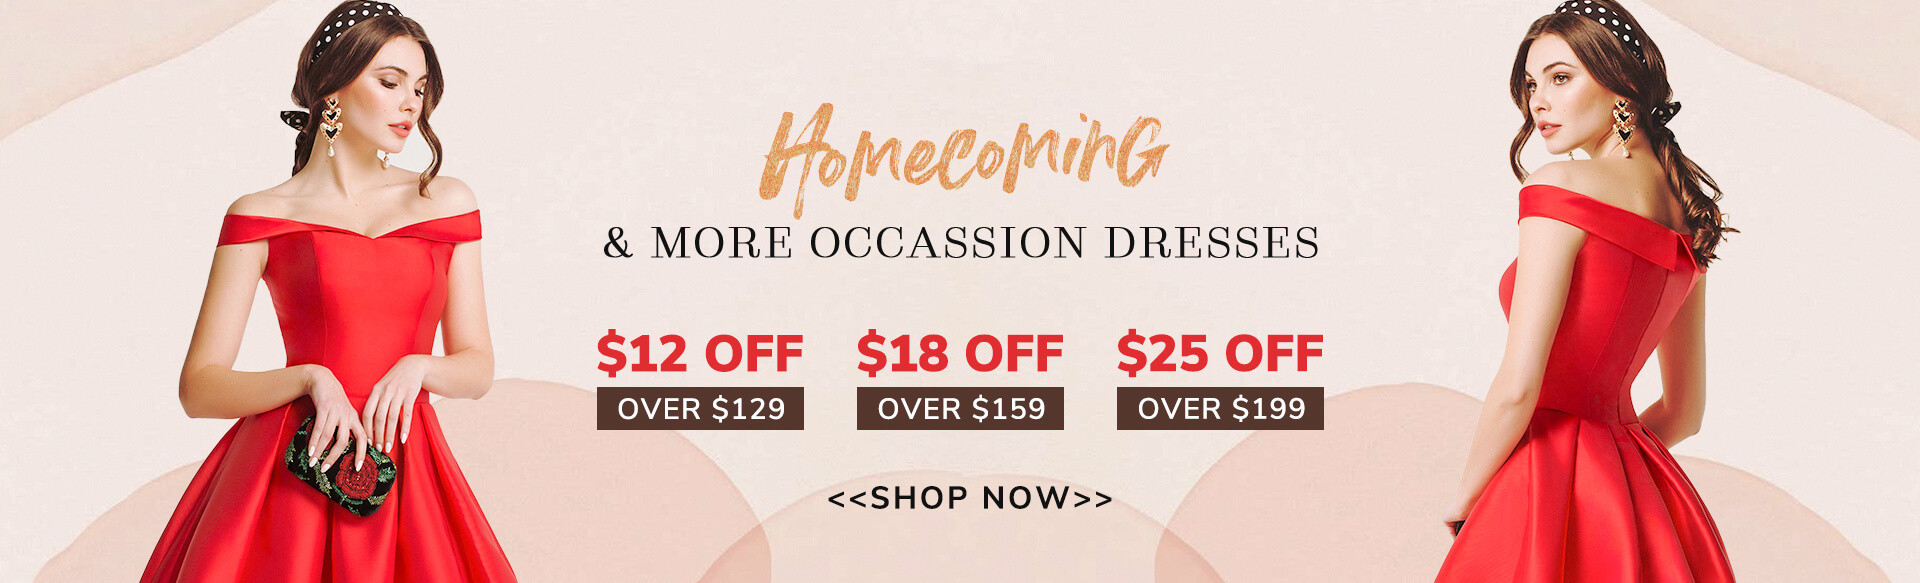 HomecominG
& MORE OCCASSION DRESSES
$12 OFF $18 OFF $25 OFF
OVER $129 OVER $159 OVER $199
<<SHOP NOW>>